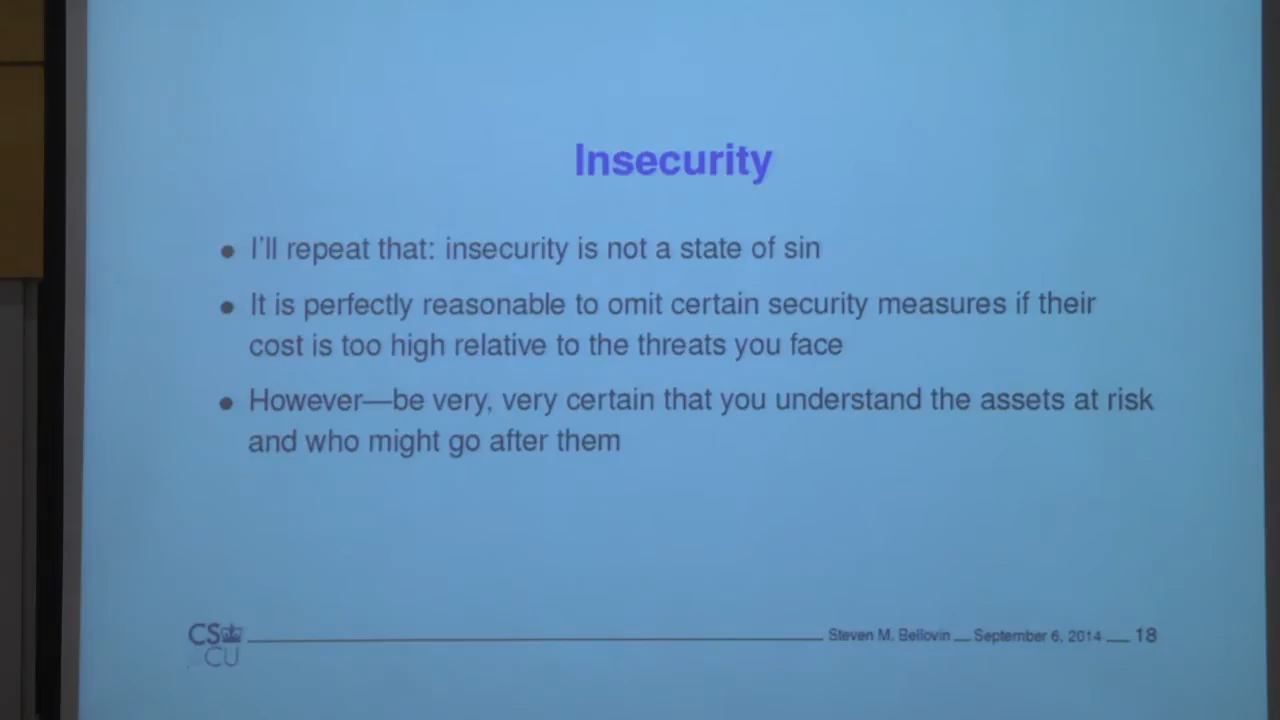 Insecurity
• I'll repeat that: insecurity is not a state of sin
• It is perfectly reasonable to omit certain security measures if their
cost is too high relative to the threats you face
• However—be very, very certain that you understand the assets at risk
and who might go after them
CS
CU
Steven M. Bellovin __ September 6, 2014 __ 18